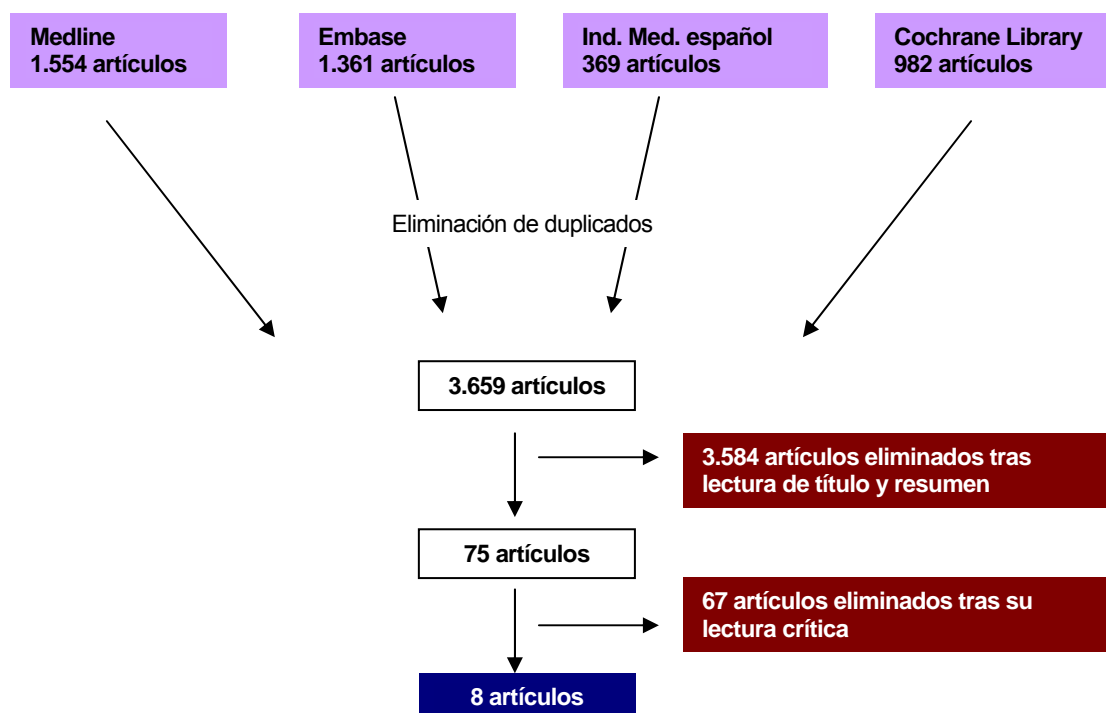 Medline
1.554 artículos
Embase
1.361 artículos
Ind. Med. español
369 artículos
Cochrane Library
982 artículos
Eliminación de duplicados
3.659 artículos
3.584 artículos eliminados tras
lectura de título y resumen
75 artículos
67 artículos eliminados tras su
lectura crítica
8 artículos